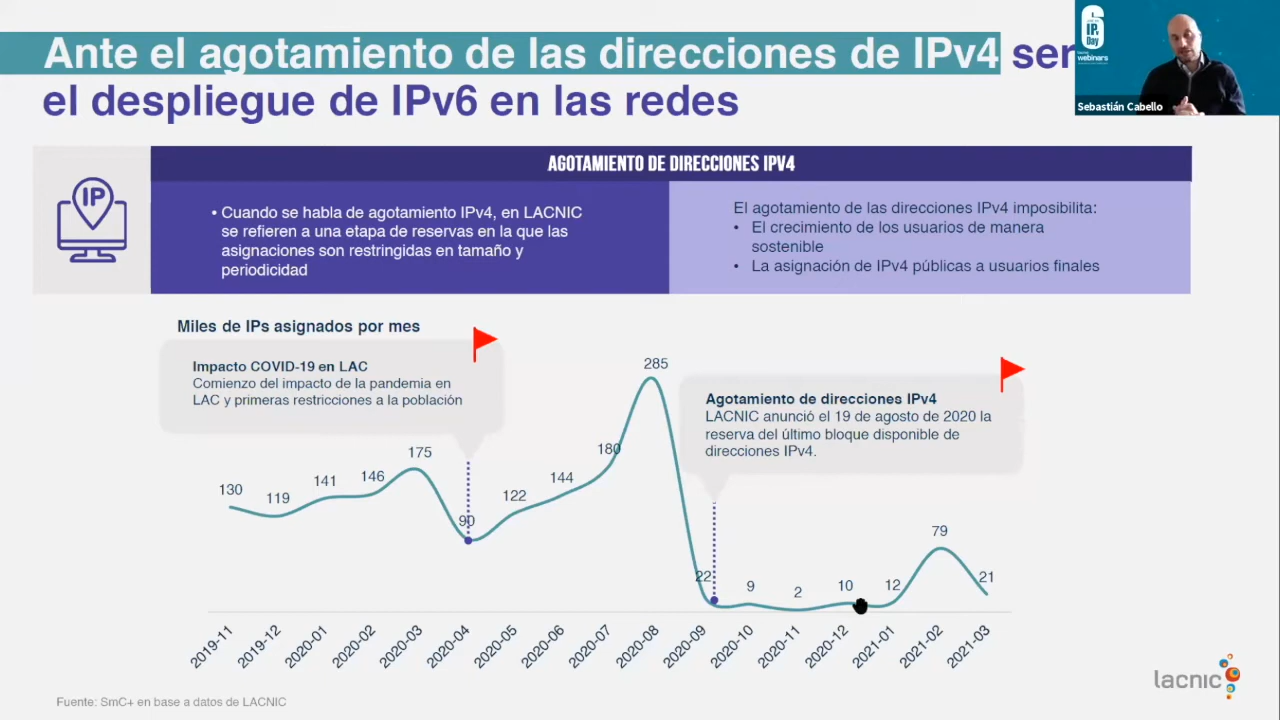 Ante el agotamiento de las direcciones de IPv4 ser
el despliegue de IPv6 en las redes
IPv6
Day
webinars
Sebastián Cabello
IP
AGOTAMIENTO DE DIRECCIONES IPV4
• Cuando se habla de agotamiento IPv4, en LACNIC
se refieren a una etapa de reservas en la que las
asignaciones son restringidas en tamaño y
periodicidad
El agotamiento de las direcciones IPv4 imposibilita:
• El crecimiento de los usuarios de manera
sostenible
• La asignación de IPv4 públicas a usuarios finales
Miles de IPs asignados por mes
Impacto COVID-19 en LAC
Comienzo del impacto de la pandemia en
LAC y primeras restricciones a la población
Agotamiento de direcciones IPv4
LACNIC anunció el 19 de agosto de 2020 la
reserva del último bloque disponible de
direcciones IPv4.
130 119 141 146 175 90 122 144 180 285 22 9 2 10 12 79 21
2019-11 2019-12 2020-01 2020-02 2020-03 2020-04 2020-05 2020-06 2020-07 2020-08 2020-09 2020-10 2020-11 2020-12 2021-01 2021-02 2021-03
lacnic
Fuente: SmC+ en base a datos de LACNIC